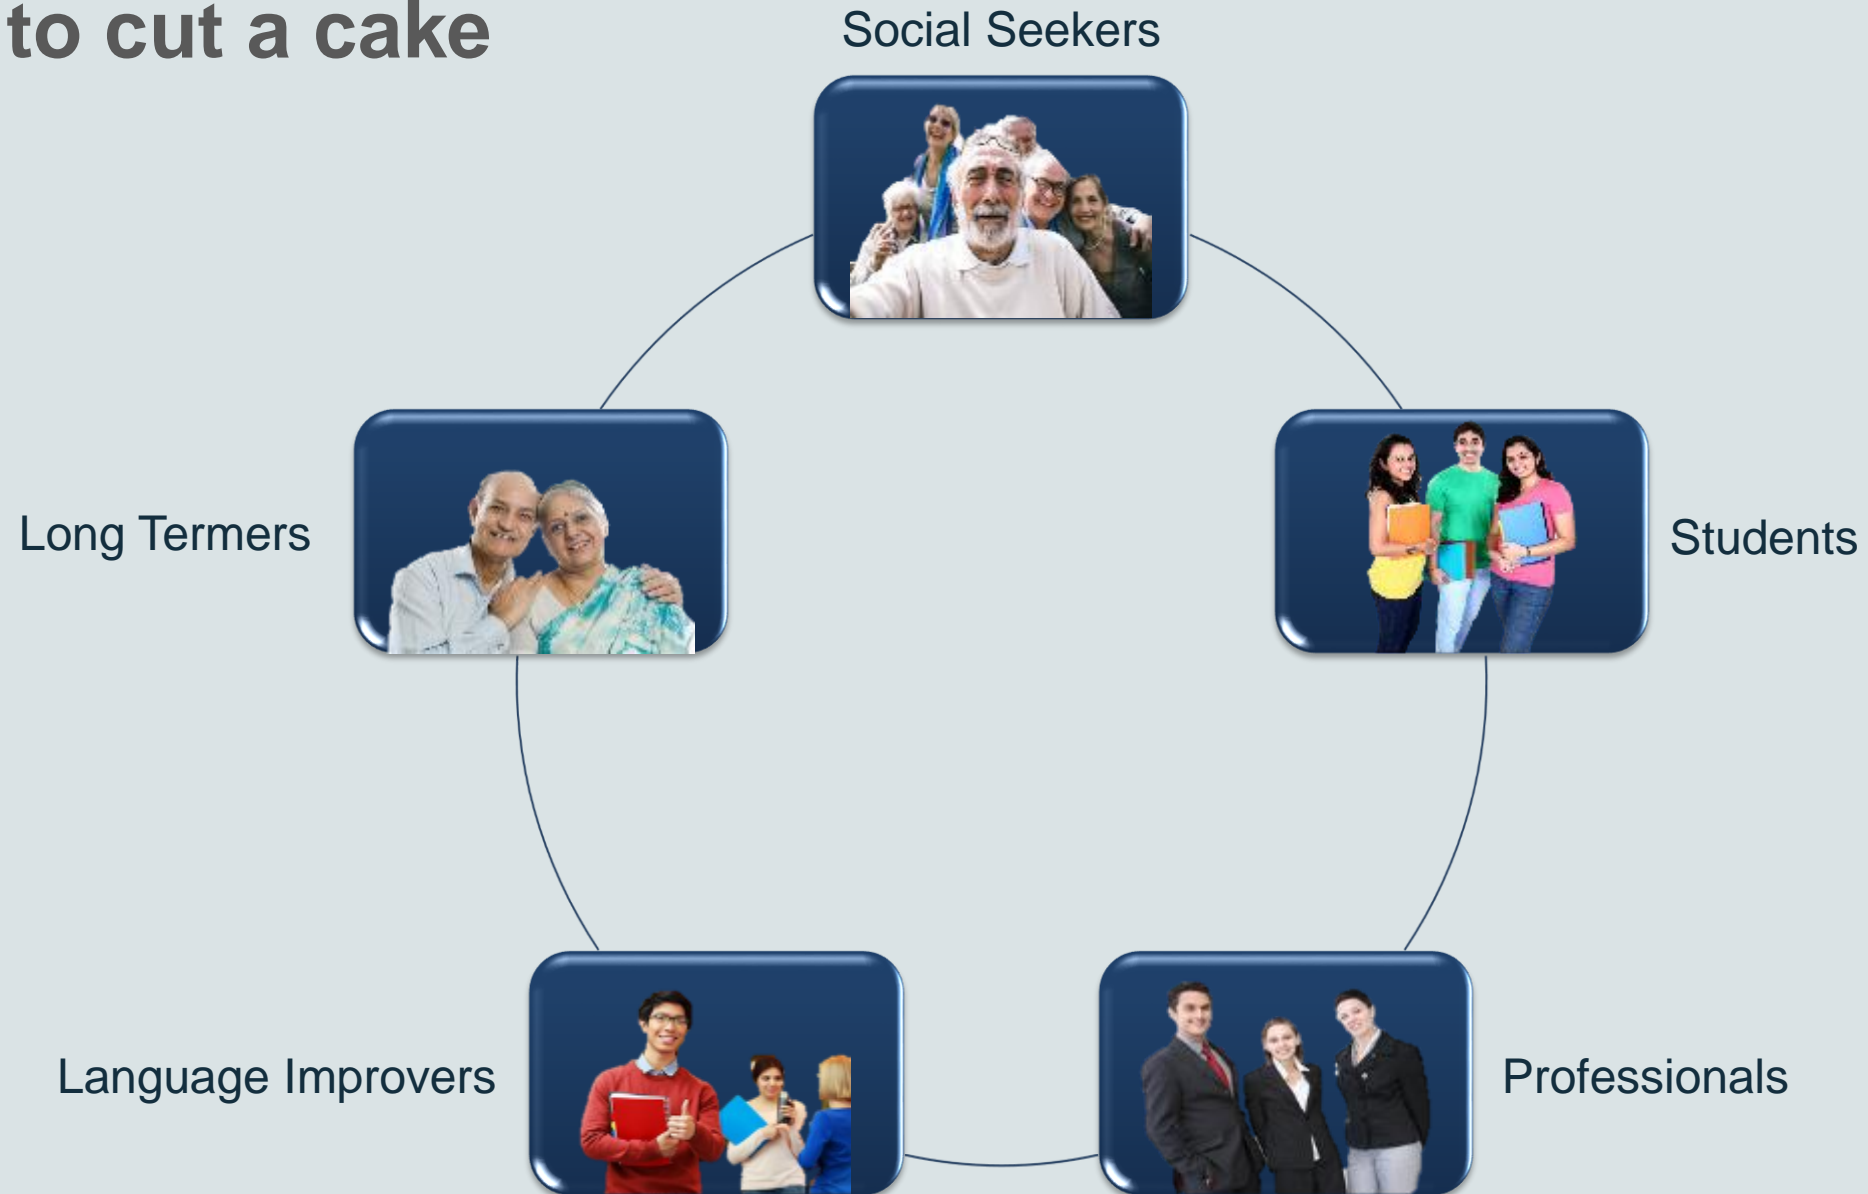 to cut a cake
Social Seekers
Long Termers
Students
Language Improvers
Professionals